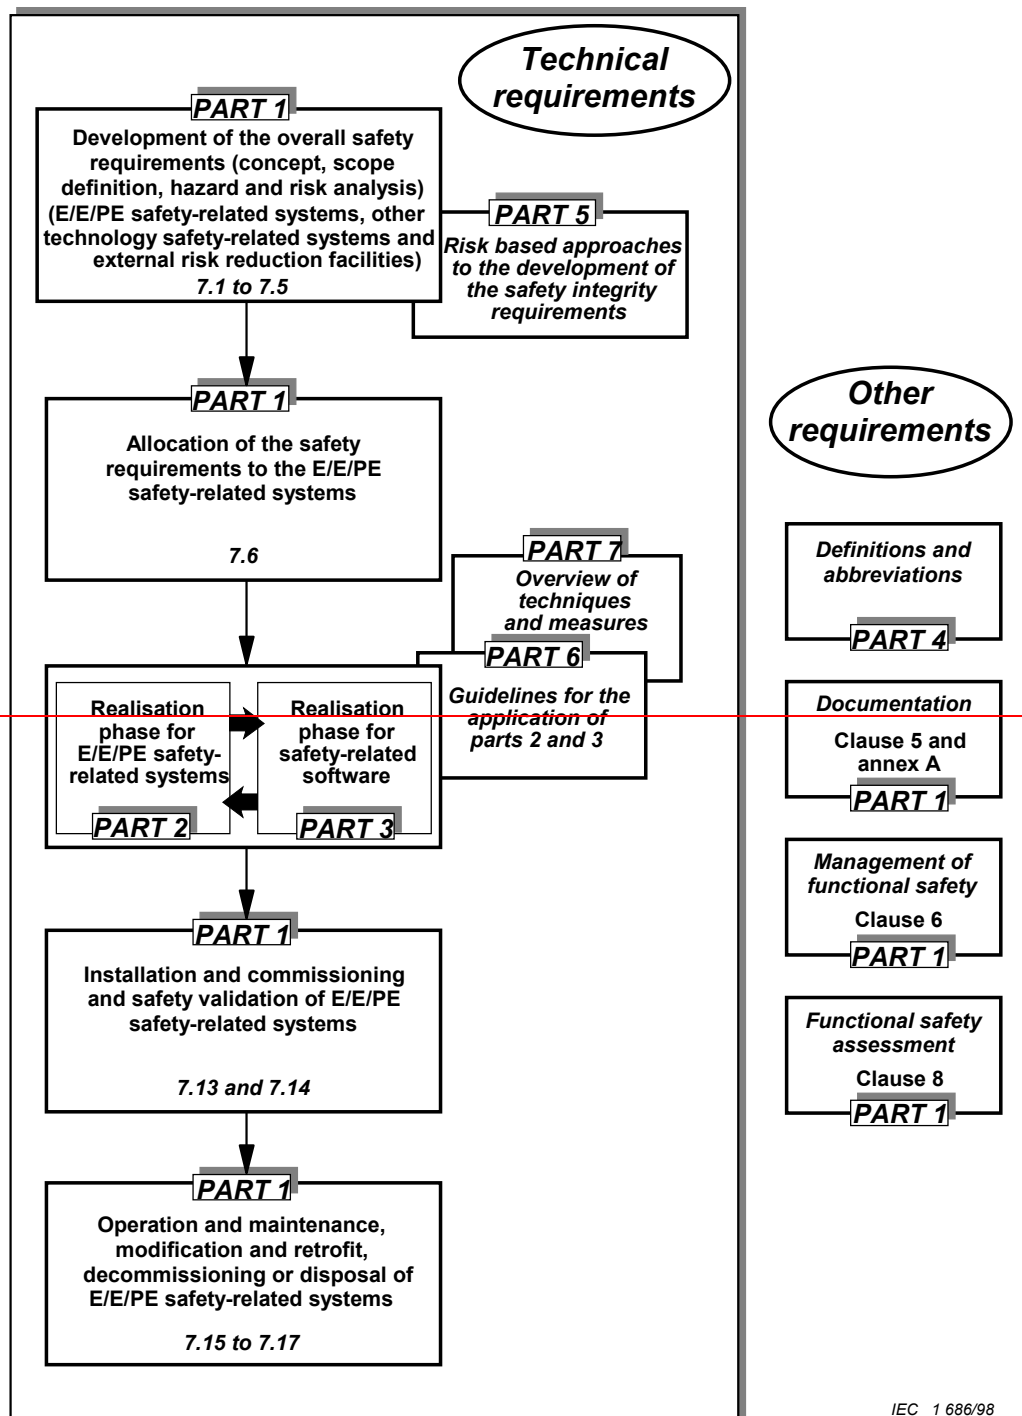 Technical
requirements
PART 1
Development of the overall safety
requirements (concept, scope
definition, hazard and risk analysis)
(E/E/PE safety-related systems, other
technology safety-related systems and
external risk reduction facilities)
7.1 to 7.5
PART 5
Risk based approaches
to the development of
the safety integrity
requirements
PART 1
Allocation of the safety
requirements to the E/E/PE
safety-related systems
7.6
PART 7
Overview of
techniques
and measures
PART 6
Guidelines for the
application of
parts 2 and 3
Realisation
phase for
E/E/PE safety-
related systems
PART 2
Realisation
phase for
safety-related
software
PART 3
PART 1
Installation and commissioning
and safety validation of E/E/PE
safety-related systems
7.13 and 7.14
PART 1
Operation and maintenance,
modification and retrofit,
decommissioning or disposal of
E/E/PE safety-related systems
7.15 to 7.17
Other
requirements
Definitions and
abbreviations
PART 4
Documentation
Clause 5 and
annex A
PART 1
Management of
functional safety
Clause 6
PART 1
Functional safety
assessment
Clause 8
PART 1
IEC 1 686/98